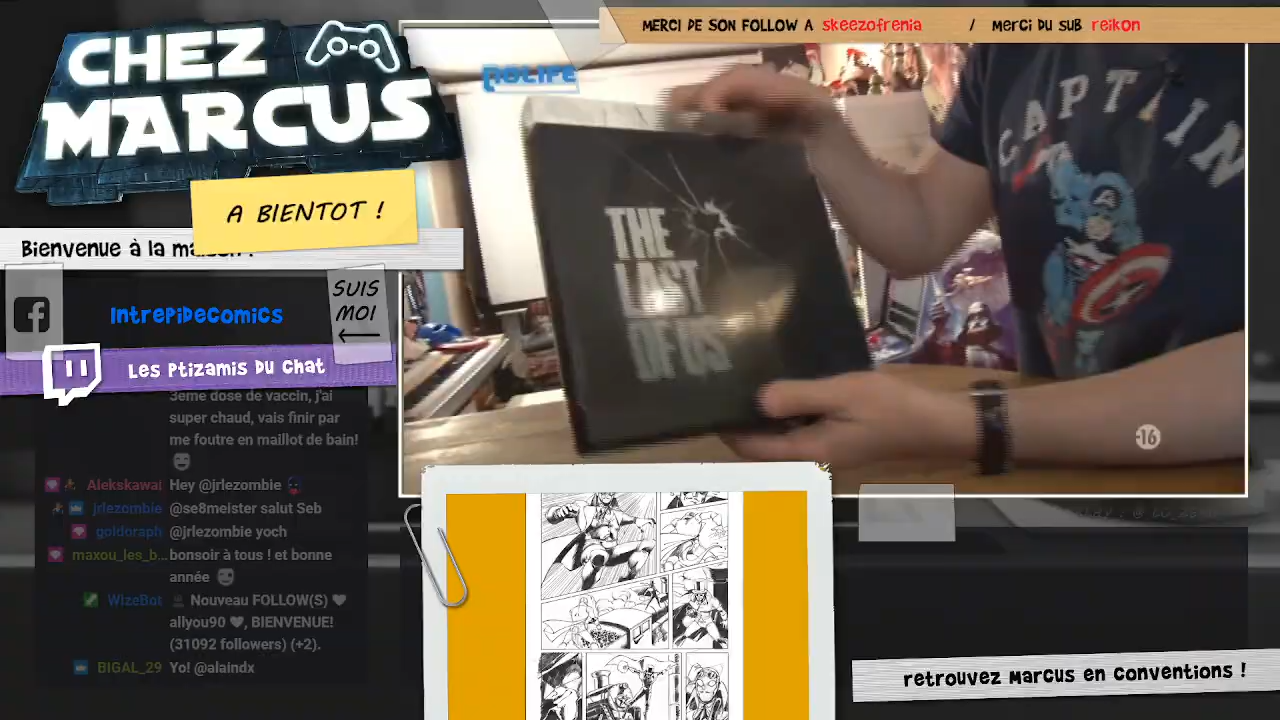 MERCI DE SON FOLLOW A skeezofrenia / MERCI DU SUB reikon
CHEZ
MARCUS
A BIENTOT !
Bienvenue à la
NOLIFE
CAPTAIN
THE
LAST
OF US
SUIS
MOI
IntrepideComics
Les Ptizamis du Chat
3eme dose de vaccin, j'ai
super chaud, vais finir par
me foutre en maillot de bain!
Alekskawai Hey @jrlezombie
jrlezombie @se8meister salut Seb
goldoraph @jrlezombie yoch
maxou_les_b... bonsoir à tous ! et bonne
année
WizeBot Nouveau FOLLOW(S)
allyou90, BIENVENUE!
(31092 followers) (+2).
BIGAL_29 Yo! @alaindx
-16
retrouvez Marcus en conventions !